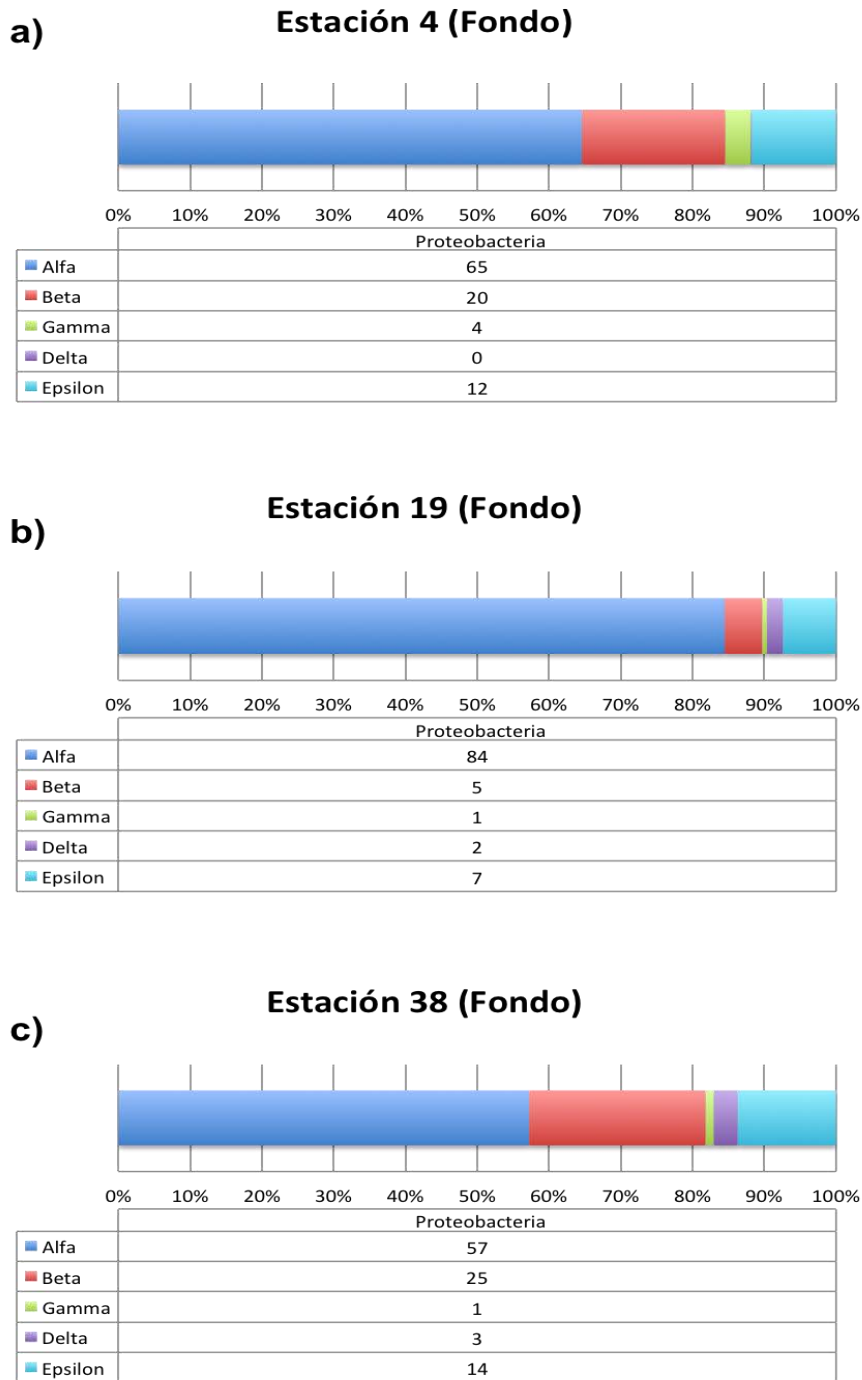 a)
Estación 4 (Fondo)
0% 10% 20% 30% 40% 50% 60% 70% 80% 90% 100%
Proteobacteria
Alfa 65
Beta 20
Gamma 4
Delta 0
Epsilon 12
b)
Estación 19 (Fondo)
0% 10% 20% 30% 40% 50% 60% 70% 80% 90% 100%
Proteobacteria
Alfa 84
Beta 5
Gamma 1
Delta 2
Epsilon 7
c)
Estación 38 (Fondo)
0% 10% 20% 30% 40% 50% 60% 70% 80% 90% 100%
Proteobacteria
Alfa 57
Beta 25
Gamma 1
Delta 3
Epsilon 14